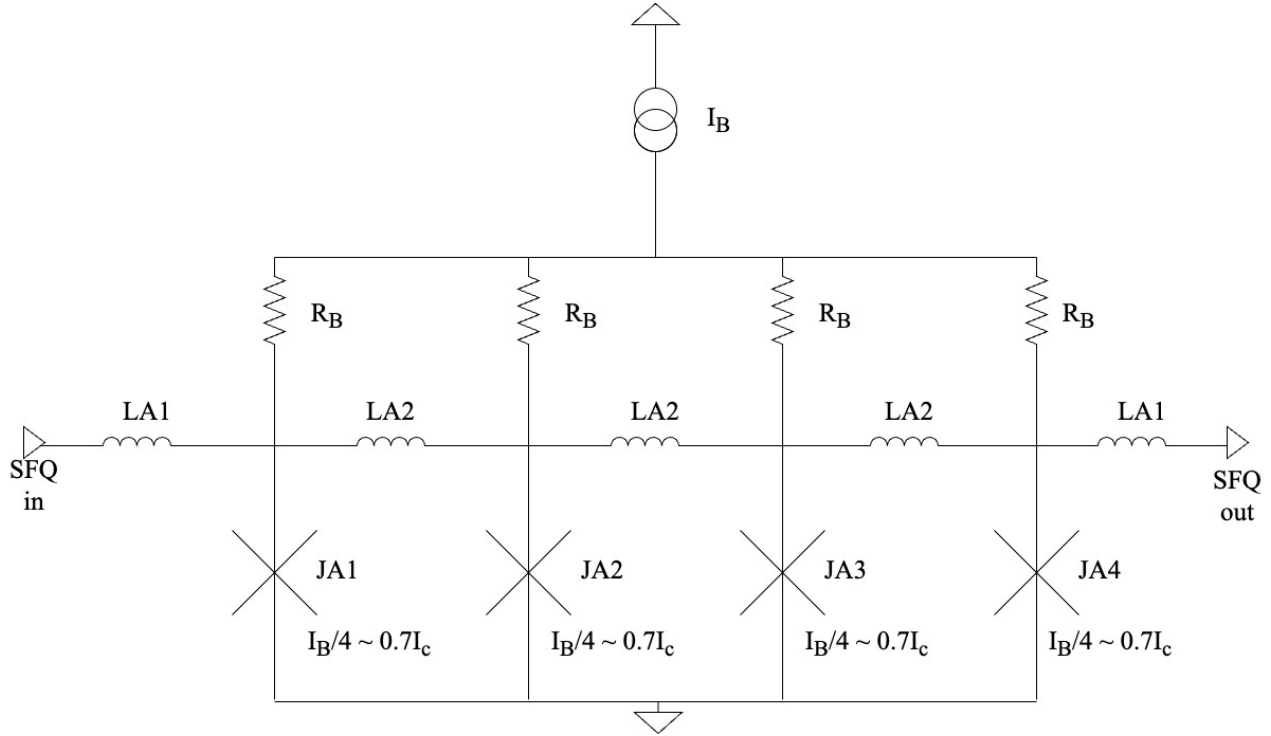 I_B
R_B
R_B
R_B
R_B
LA1
LA2
LA2
LA2
LA1
SFQ
in
SFQ
out
JA1
JA2
JA3
JA4
I_B/4 ~ 0.7I_c
I_B/4 ~ 0.7I_c
I_B/4 ~ 0.7I_c
I_B/4 ~ 0.7I_c